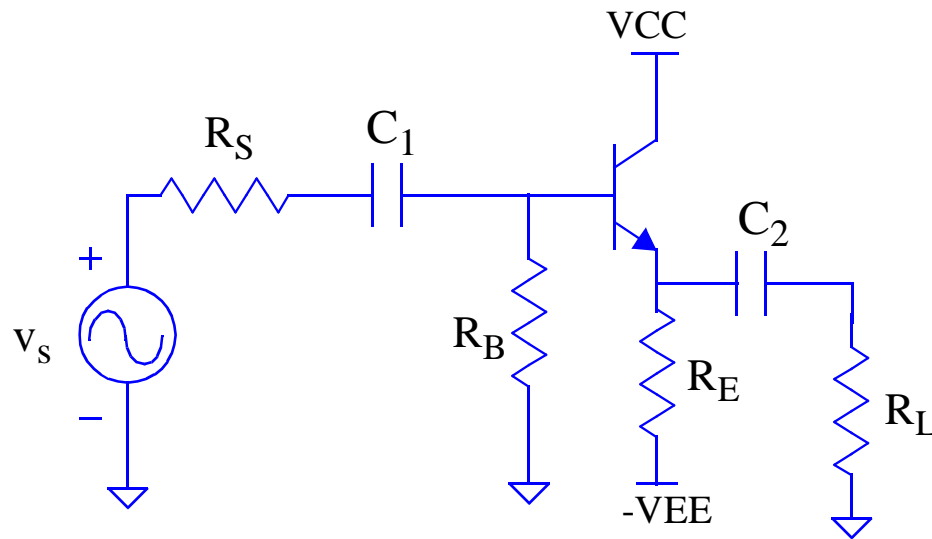 VCC
R_S
C_1
C_2
+
v_s
R_B
R_E
R_L
−
-VEE